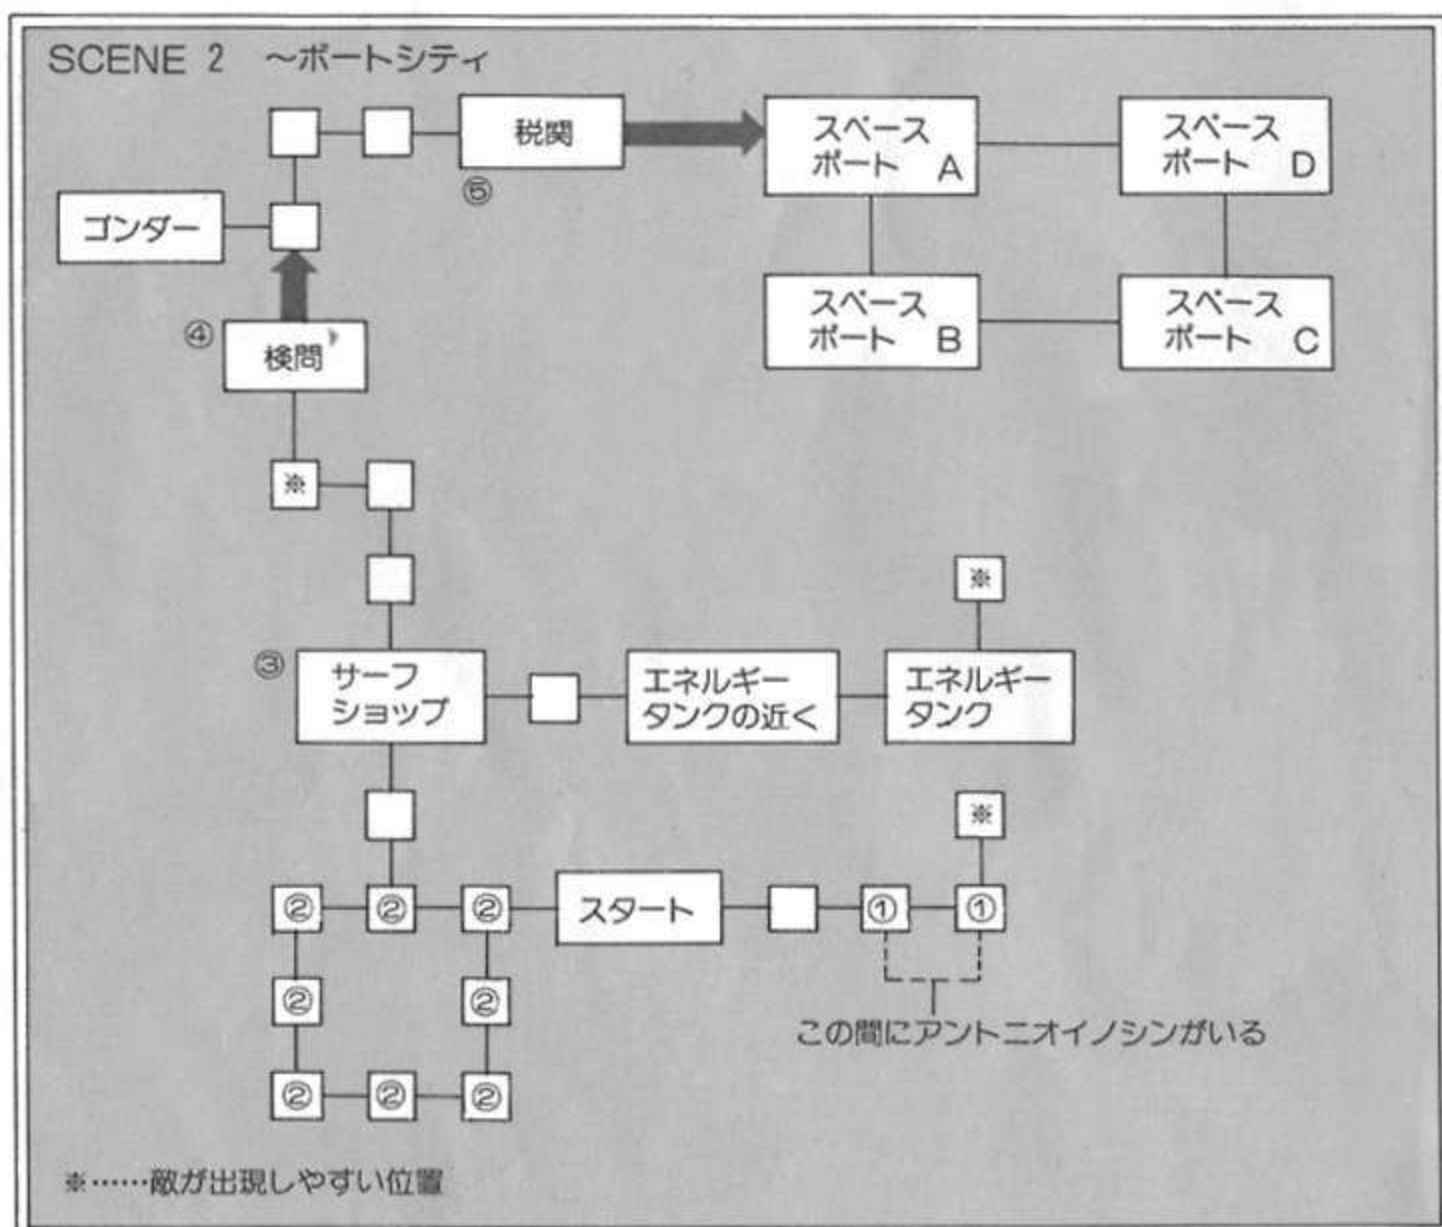 SCENE 2 ～ポートシティ
税関
⑤
スペース
ポート A
スペース
ポート D
ゴンダー
スペース
ポート B
スペース
ポート C
④
検問
※
※
③
サーフ
ショップ
エネルギー
タンクの近く
エネルギー
タンク
※
② ② ②
スタート
① ①
② ②
この間にアントニオイノシンがいる
② ② ②
※……敵が出現しやすい位置